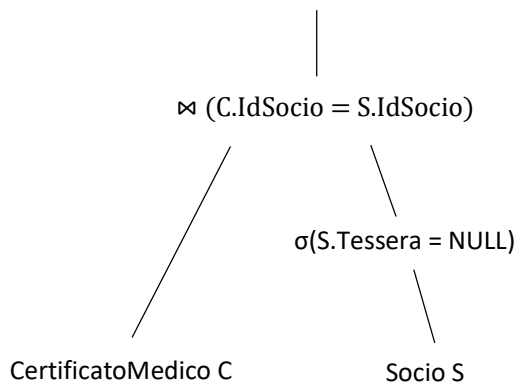 ⋈ (C.IdSocio = S.IdSocio)
σ(S.Tessera = NULL)
CertificatoMedico C
Socio S